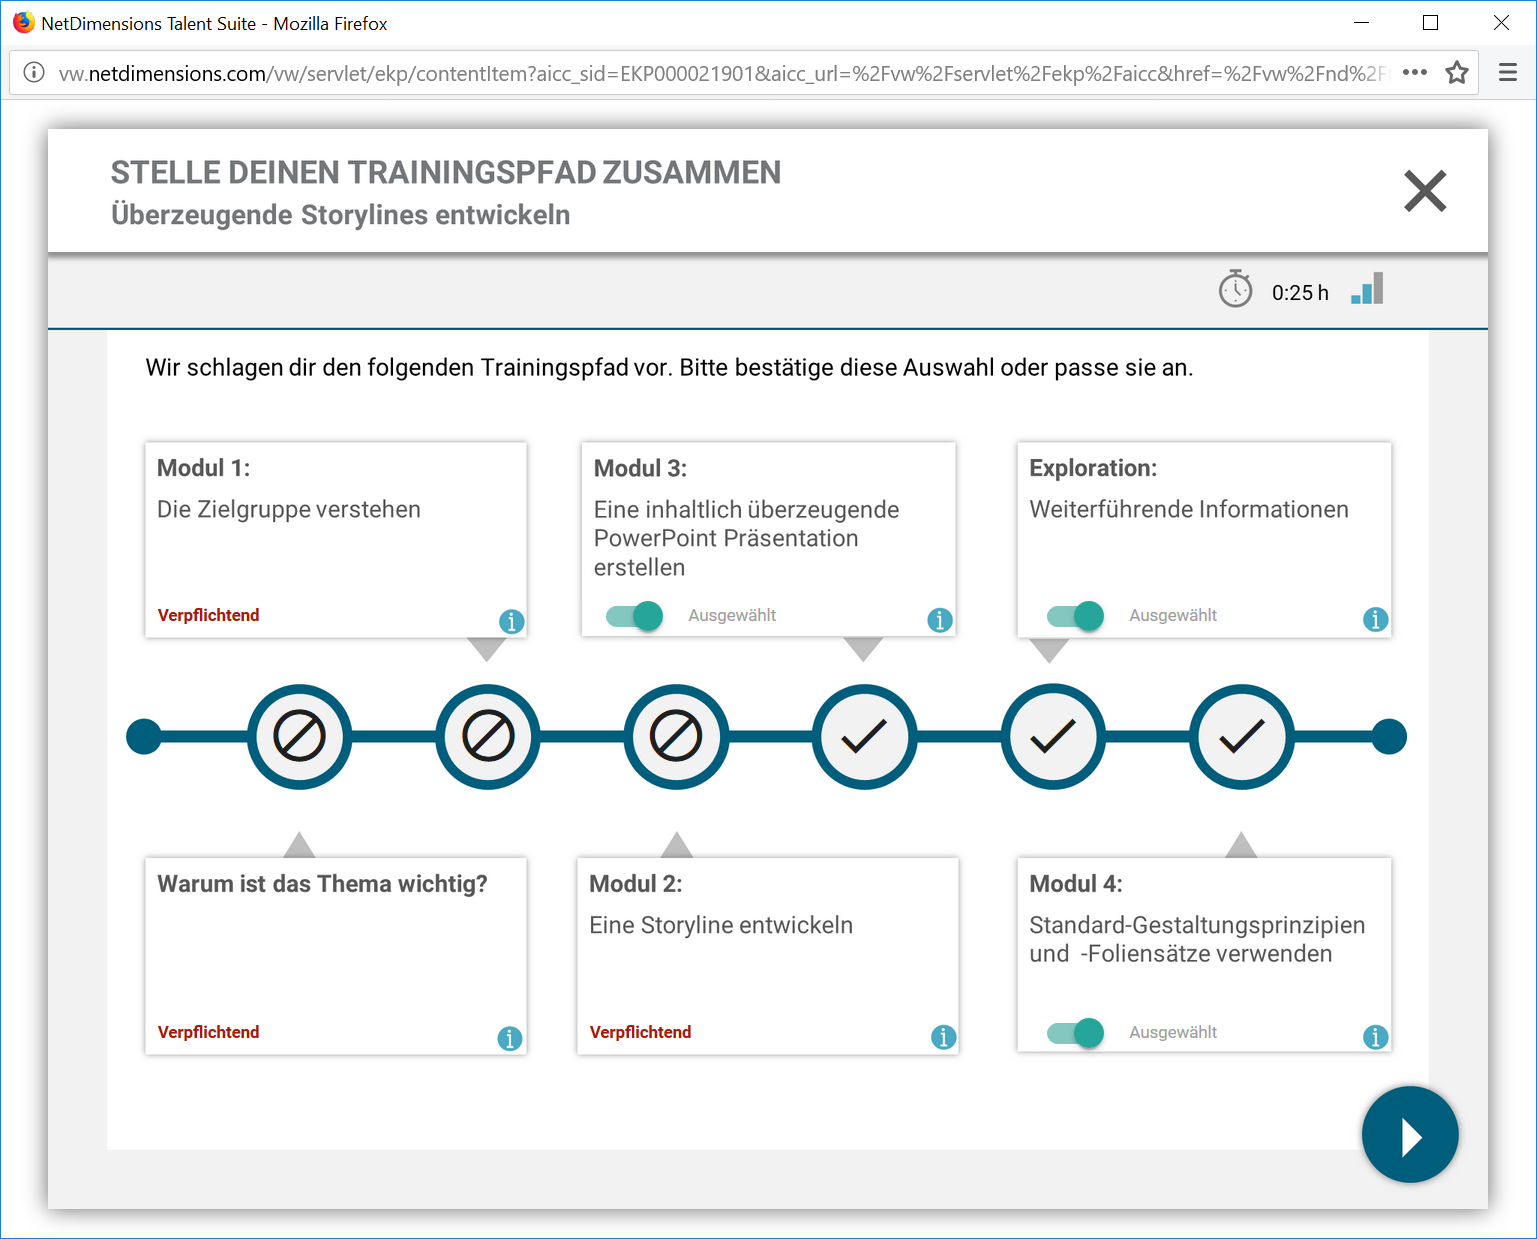 NetDimensions Talent Suite - Mozilla Firefox
vw.netdimensions.com/vw/servlet/ekp/contentItem?aicc_sid=EKP000021901&aicc_url=%2Fvw%2Fservlet%2Fekp%2Faicc&href=%2Fvw%2Fnd%2F
STELLE DEINEN TRAININGSPFAD ZUSAMMEN
Überzeugende Storylines entwickeln
0:25 h
Wir schlagen dir den folgenden Trainingspfad vor. Bitte bestätige diese Auswahl oder passe sie an.
Modul 1:
Die Zielgruppe verstehen
Verpflichtend
Modul 3:
Eine inhaltlich überzeugende
PowerPoint Präsentation
erstellen
Ausgewählt
Exploration:
Weiterführende Informationen
Ausgewählt
Warum ist das Thema wichtig?
Verpflichtend
Modul 2:
Eine Storyline entwickeln
Verpflichtend
Modul 4:
Standard-Gestaltungsprinzipien
und -Foliensätze verwenden
Ausgewählt